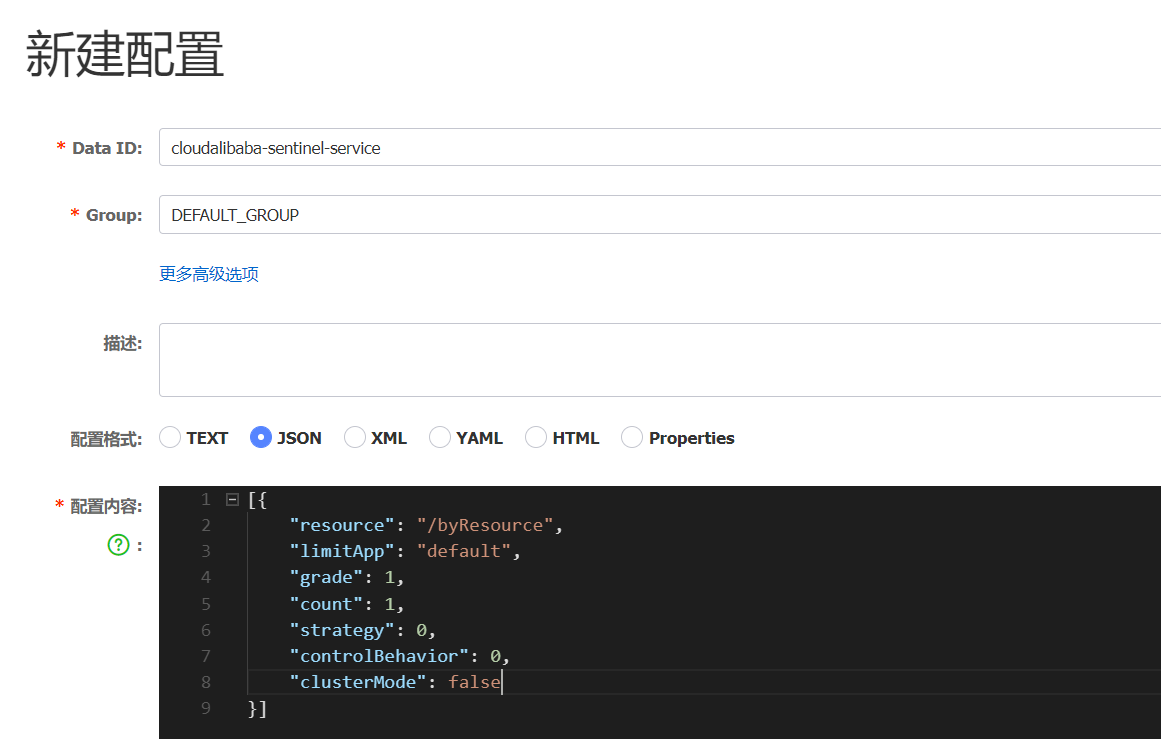 新建配置
* Data ID: cloudalibaba-sentinel-service
* Group: DEFAULT_GROUP
更多高级选项
描述:
配置格式: TEXT JSON XML YAML HTML Properties
* 配置内容:
? :
1 [{
2 "resource": "/byResource",
3 "limitApp": "default",
4 "grade": 1,
5 "count": 1,
6 "strategy": 0,
7 "controlBehavior": 0,
8 "clusterMode": false
9 }]